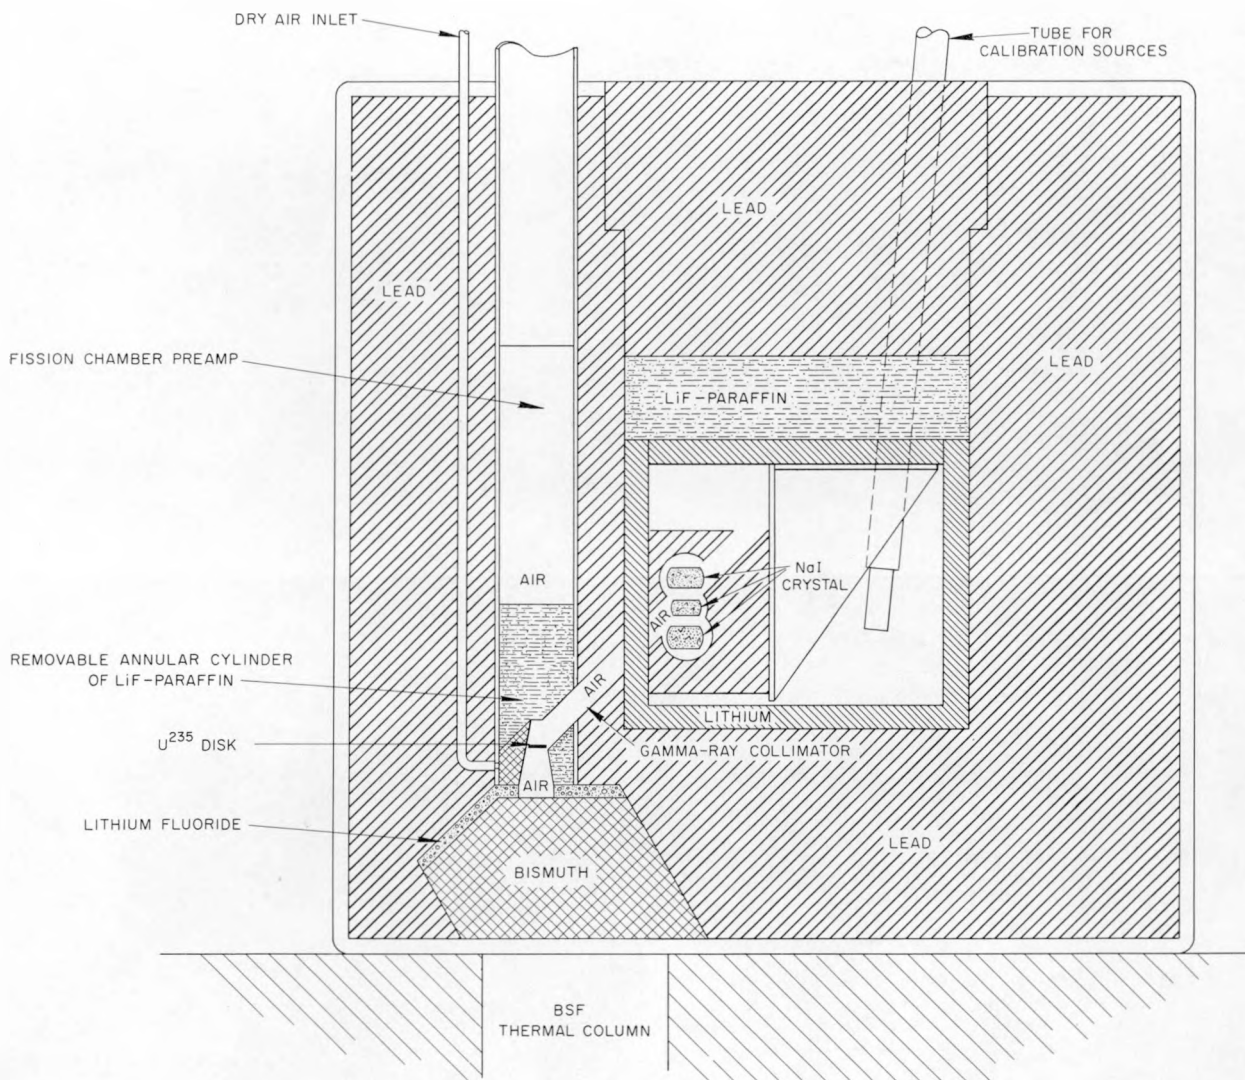 DRY AIR INLET
TUBE FOR
CALIBRATION SOURCES
LEAD
LEAD
LEAD
FISSION CHAMBER PREAMP
LiF-PARAFFIN
AIR
NaI
CRYSTAL
AIR
REMOVABLE ANNULAR CYLINDER
OF LiF-PARAFFIN
AIR
LITHIUM
U235 DISK
GAMMA-RAY COLLIMATOR
AIR
LITHIUM FLUORIDE
LEAD
BISMUTH
BSF
THERMAL COLUMN